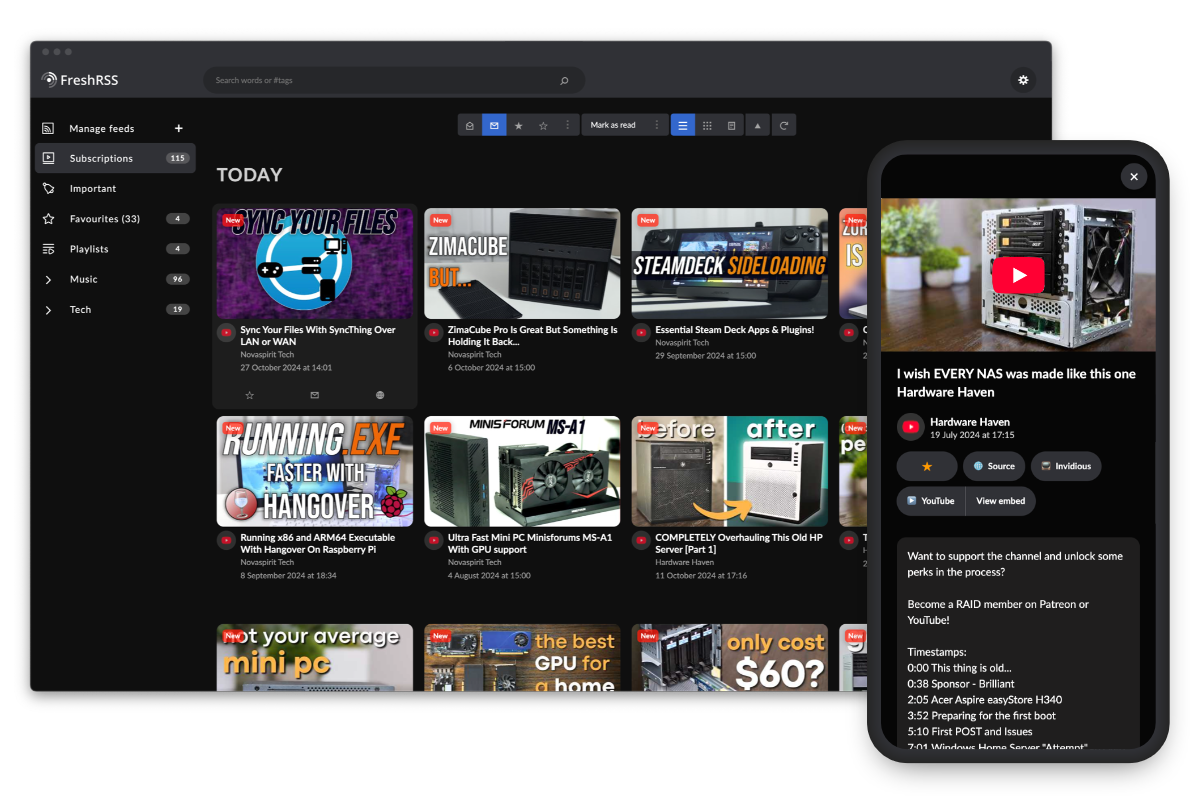 FreshRSS
Search words or #tags
Manage feeds
Subscriptions 115
Important
Favourites (33) 4
Playlists 4
Music 96
Tech 19
Mark as read
TODAY
New
SYNC YOUR FILES
Sync Your Files With SyncThing Over
LAN or WAN
Novaspirit Tech
27 October 2024 at 14:01
New
ZIMACUBE
BUT...
ZimaCube Pro Is Great But Something Is
Holding It Back...
Novaspirit Tech
6 October 2024 at 15:00
New
STEAMDECK SIDELOADING
Essential Steam Deck Apps & Plugins!
Novaspirit Tech
29 September 2024 at 15:00
New
IS
New
RUNNING.EXE
FASTER WITH
HANGOVER
Running x86 and ARM64 Executable
With Hangover On Raspberry Pi
Novaspirit Tech
8 September 2024 at 18:34
New
MINISFORUM MS-A1
Ultra Fast Mini PC Minisforums MS-A1
With GPU support
Novaspirit Tech
4 August 2024 at 15:00
New
before after
COMPLETELY Overhauling This Old HP
Server [Part 1]
Hardware Haven
11 October 2024 at 17:16
New
New
not your average
mini pc
New
the best
GPU for
a home
New
only cost
$60?
New
I wish EVERY NAS was made like this one
Hardware Haven
Hardware Haven
19 July 2024 at 17:15
Source
Invidious
YouTube
View embed
Want to support the channel and unlock some
perks in the process?
Become a RAID member on Patreon or
YouTube!
Timestamps:
0:00 This thing is old...
0:38 Sponsor - Brilliant
2:05 Acer Aspire easyStore H340
3:52 Preparing for the first boot
5:10 First POST and Issues
7:01 Windows Home Server "Attempt"